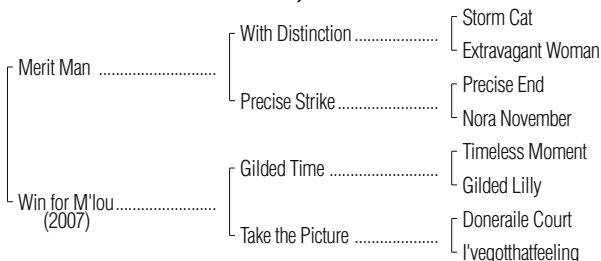 Storm Cat
With Distinction ....................
Extravagant Woman
Merit Man ............................
Precise End
Precise Strike ........................
Nora November
Timeless Moment
Gilded Time ..........................
Gilded Lilly
Win for M'lou ........................
(2007)
Doneraile Court
Take the Picture ....................
I'vegotthatfeeling